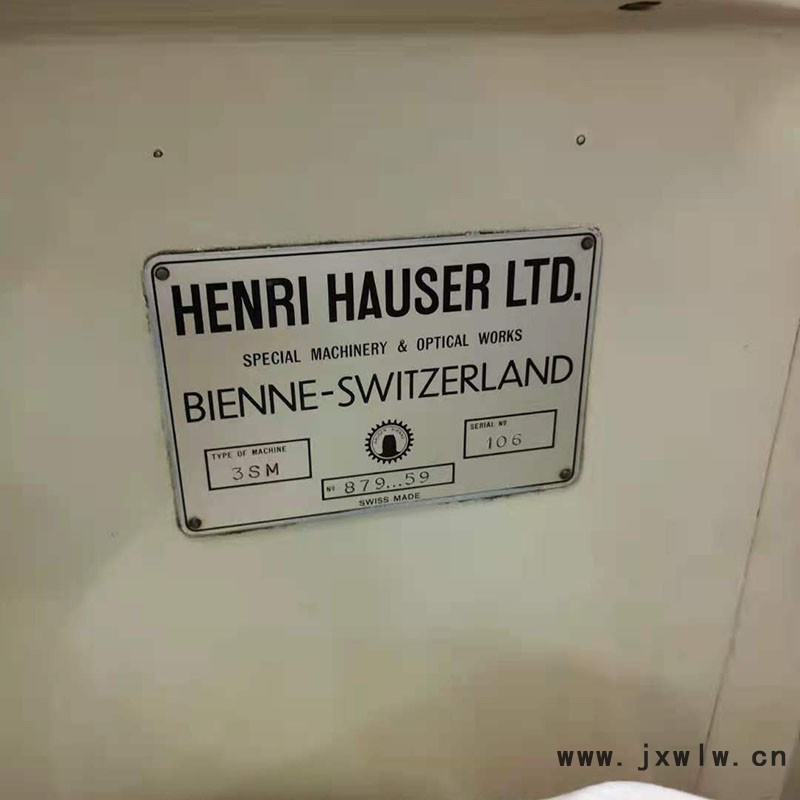 HENRI HAUSER LTD.
SPECIAL MACHINERY & OPTICAL WORKS
BIENNE-SWITZERLAND
TYPE OF MACHINE
3SM
SERIAL Nº
106
Nº 879...59
SWISS MADE
www.jxwlw.cn